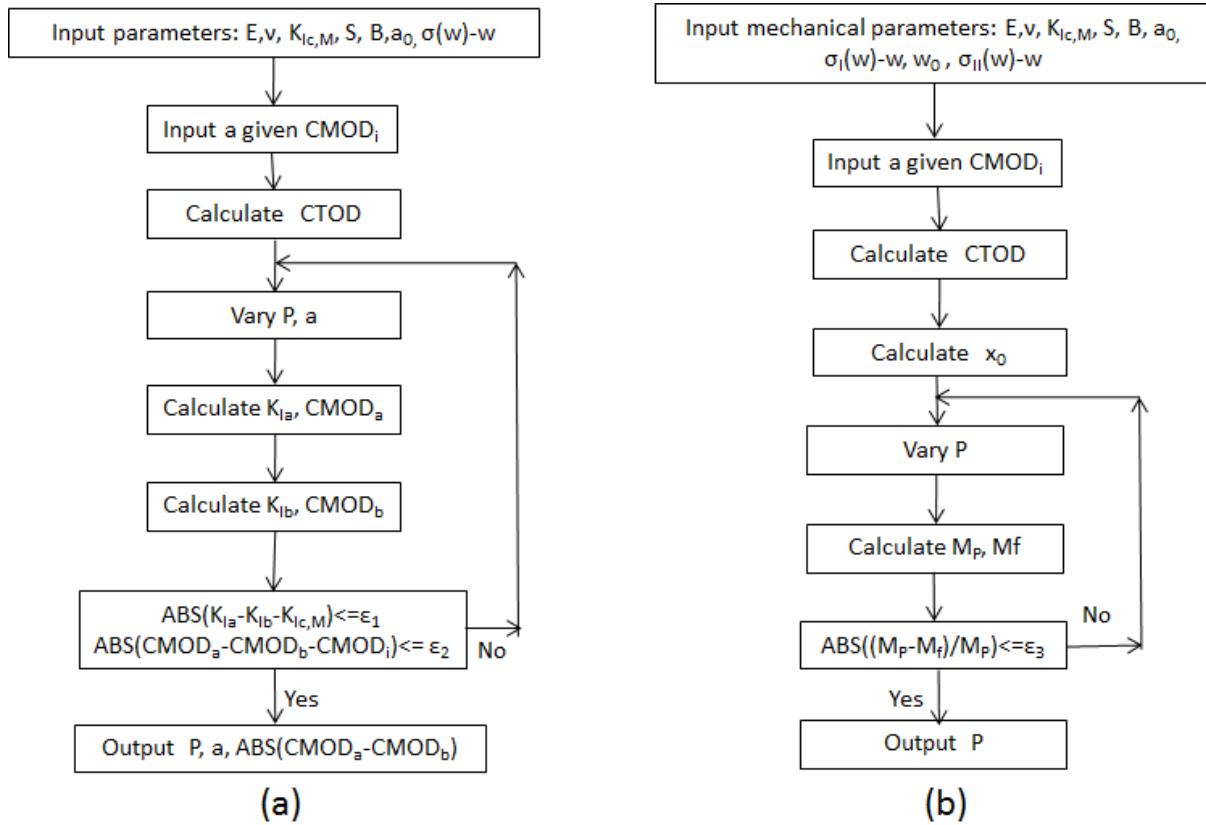 Input parameters: E,ν, K_Ic,M, S, B,a_0, σ(w)-w
Input a given CMOD_i
Calculate CTOD
Vary P, a
Calculate K_Ia, CMOD_a
Calculate K_Ib, CMOD_b
ABS(K_Ia-K_Ib-K_Ic,M)<=ε_1
ABS(CMOD_a-CMOD_b-CMOD_i)<= ε_2
No
Yes
Output P, a, ABS(CMOD_a-CMOD_b)
(a)
Input mechanical parameters: E,ν, K_Ic,M, S, B, a_0,
σ_I(w)-w, w_0 , σ_II(w)-w
Input a given CMOD_i
Calculate CTOD
Calculate x_0
Vary P
Calculate M_P, Mf
ABS((M_P-M_f)/M_P)<=ε_3
No
Yes
Output P
(b)